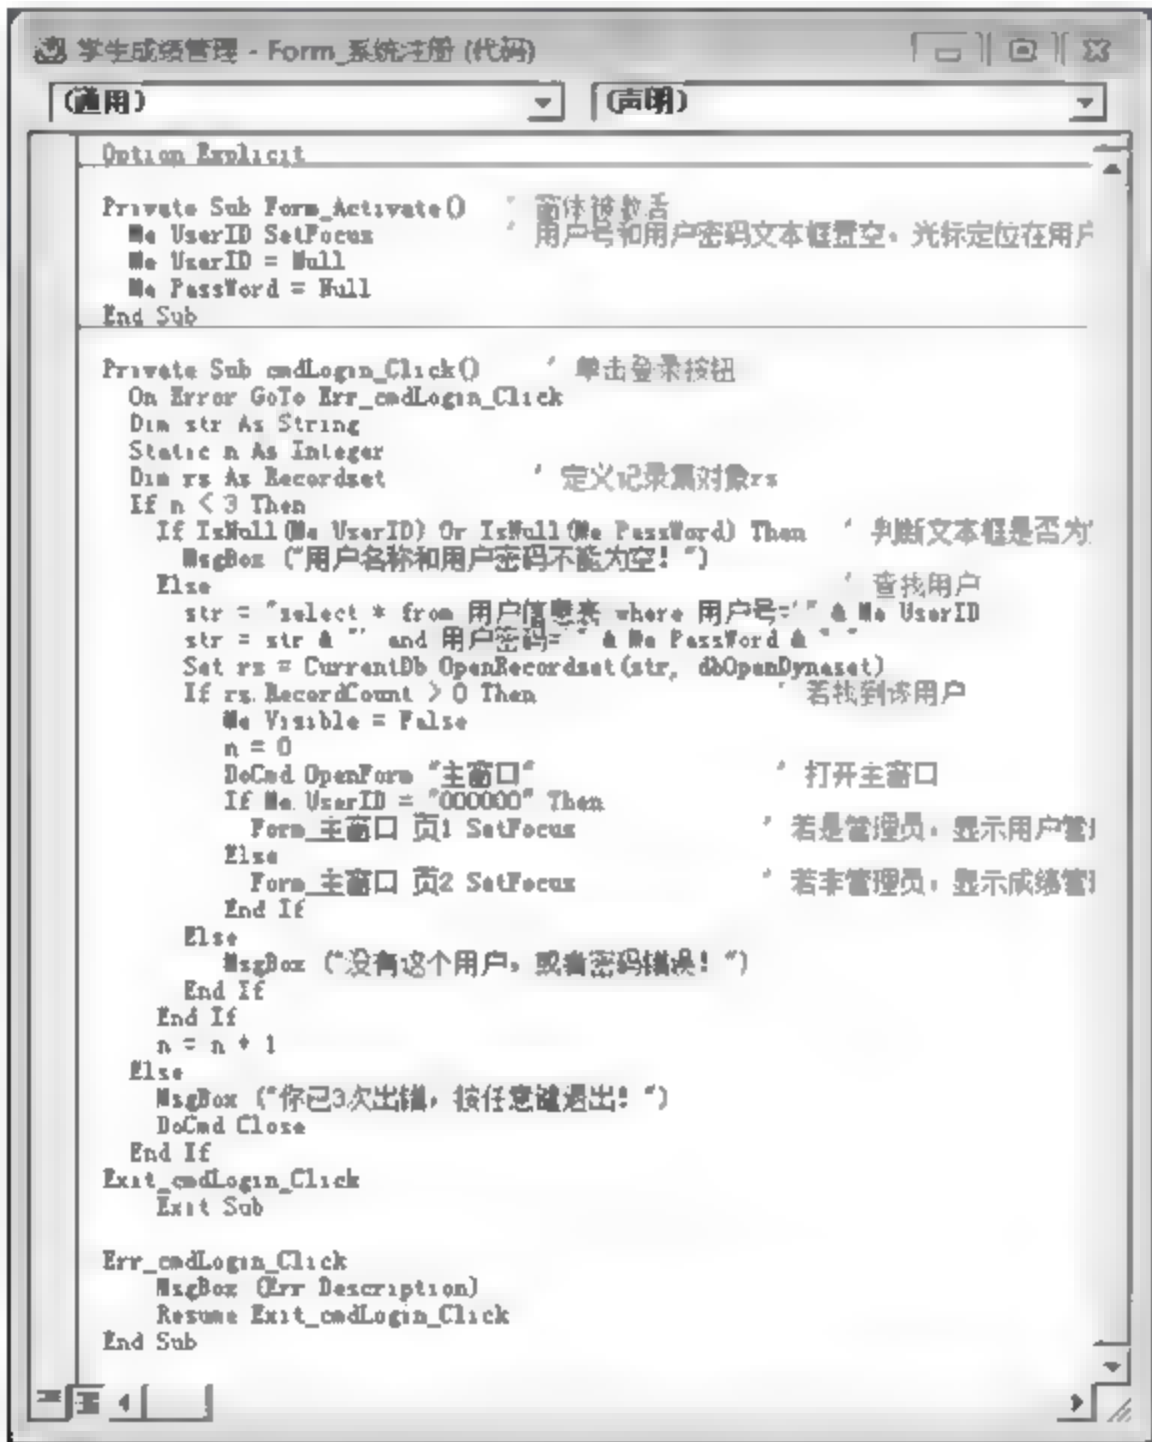 学生成绩管理 - Form_系统注册 (代码)
(通用) (声明)
Option Explicit
Private Sub Form_Activate() ' 窗体被激活
Me UserID SetFocus ' 用户号和用户密码文本框置空，光标定位在用户
Me UserID = Null
Me PassWord = Null
End Sub
Private Sub cmdLogin_Click() ' 单击登录按钮
On Error GoTo Err_cmdLogin_Click
Dim str As String
Static n As Integer
Dim rs As Recordset ' 定义记录集对象rs
If n < 3 Then
If IsNull(Me UserID) Or IsNull(Me PassWord) Then ' 判断文本框是否为
MsgBox ("用户名称和用户密码不能为空！")
Else ' 查找用户
str = "select * from 用户信息表 where 用户号='" & Me UserID
str = str & "' and 用户密码='" & Me PassWord & "'"
Set rs = CurrentDb OpenRecordset(str, dbOpenDynaset)
If rs.RecordCount > 0 Then ' 若找到该用户
Me Visible = False
n = 0
DoCmd OpenForm "主窗口" ' 打开主窗口
If Me.UserID = "000000" Then
Form_主窗口 页1 SetFocus ' 若是管理员，显示用户管
Else
Form_主窗口 页2 SetFocus ' 若非管理员，显示成绩管
End If
Else
MsgBox ("没有这个用户，或者密码错误！")
End If
End If
n = n + 1
Else
MsgBox ("你已3次出错，按任意键退出！")
DoCmd Close
End If
Exit_cmdLogin_Click
Exit Sub
Err_cmdLogin_Click
MsgBox (Err Description)
Resume Exit_cmdLogin_Click
End Sub